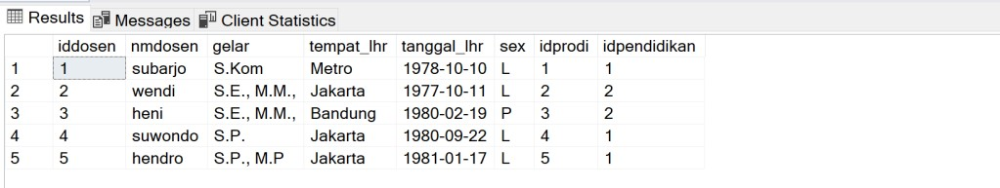 Results Messages Client Statistics
iddosen nmdosen gelar tempat_lhr tanggal_lhr sex idprodi idpendidikan
1 1 subarjo S.Kom Metro 1978-10-10 L 1 1
2 2 wendi S.E., M.M., Jakarta 1977-10-11 L 2 2
3 3 heni S.E., M.M., Bandung 1980-02-19 P 3 2
4 4 suwondo S.P. Jakarta 1980-09-22 L 4 1
5 5 hendro S.P., M.P Jakarta 1981-01-17 L 5 1